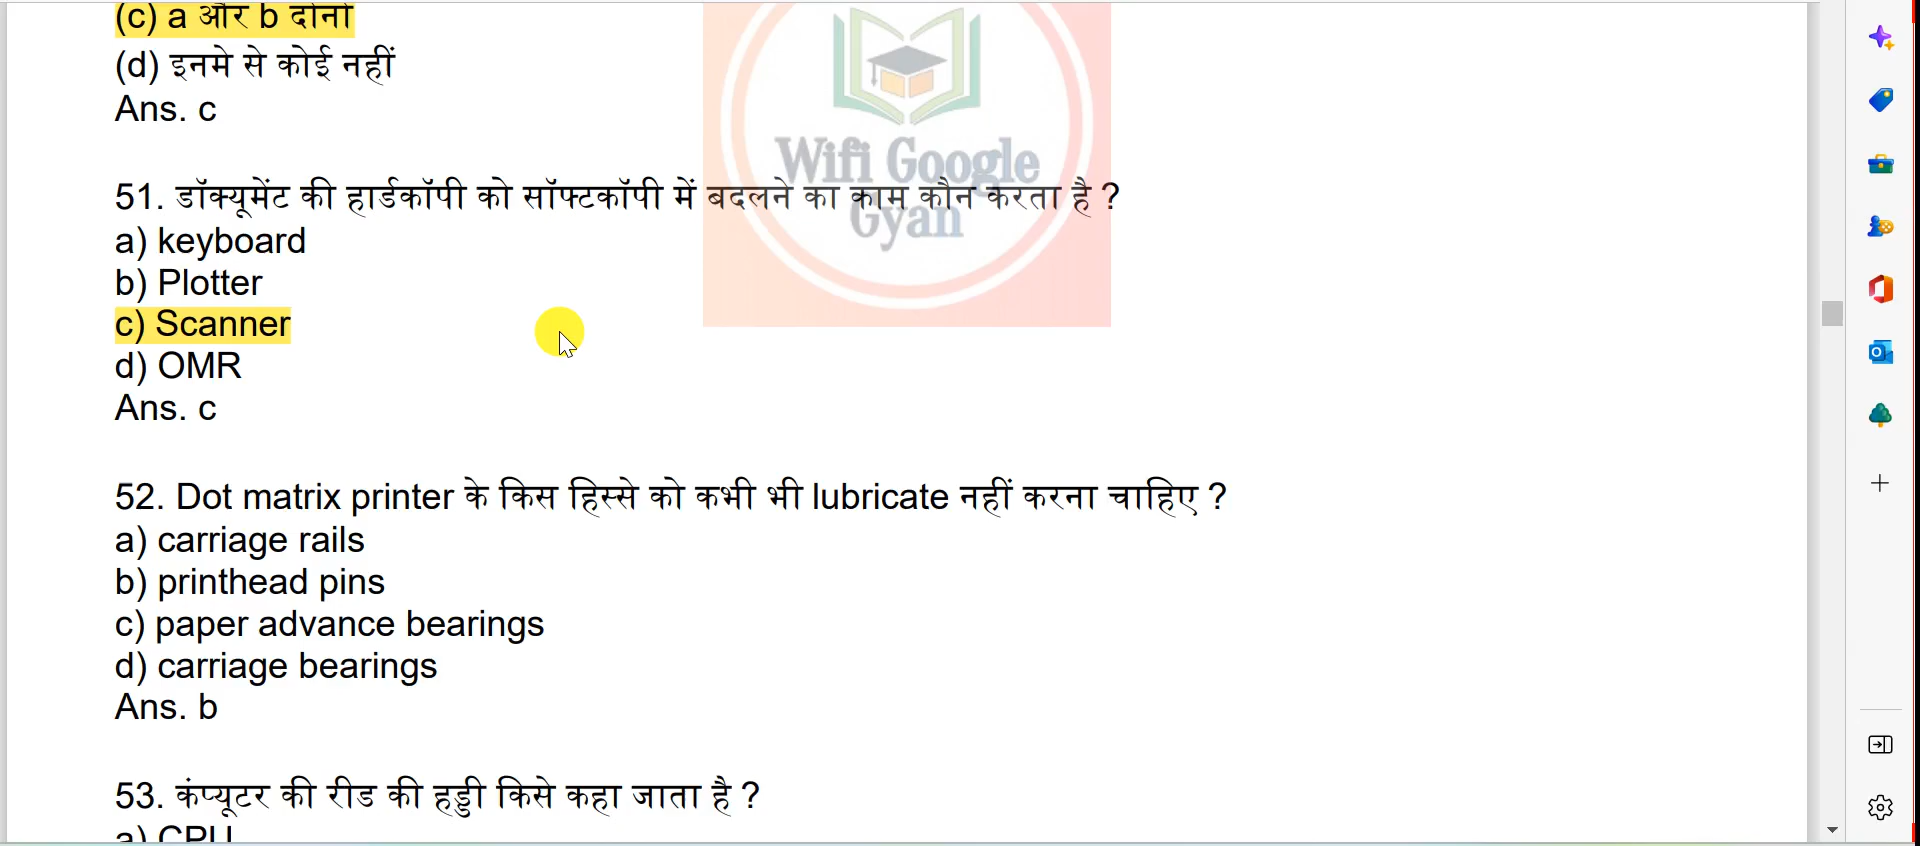 (c) a और b दोनों
(d) इनमे से कोई नहीं
Ans. c
Wifi Google
Gyan
51. डॉक्यूमेंट की हार्डकॉपी को सॉफ्टकॉपी में बदलने का काम कौन करता है ?
a) keyboard
b) Plotter
c) Scanner
d) OMR
Ans. c
52. Dot matrix printer के किस हिस्से को कभी भी lubricate नहीं करना चाहिए ?
a) carriage rails
b) printhead pins
c) paper advance bearings
d) carriage bearings
Ans. b
53. कंप्यूटर की रीड की हड्डी किसे कहा जाता है ?
a) CPU